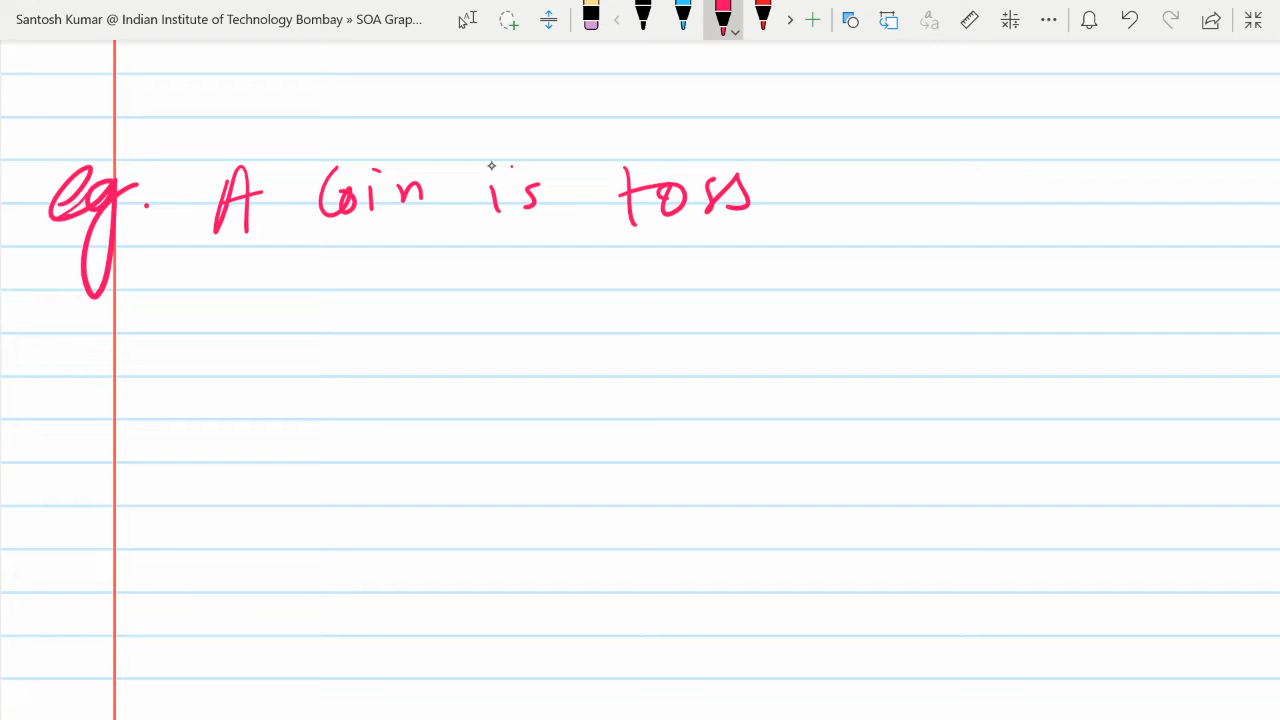 Santosh Kumar @ Indian Institute of Technology Bombay » SOA Grap...
eg. A Coin is toss